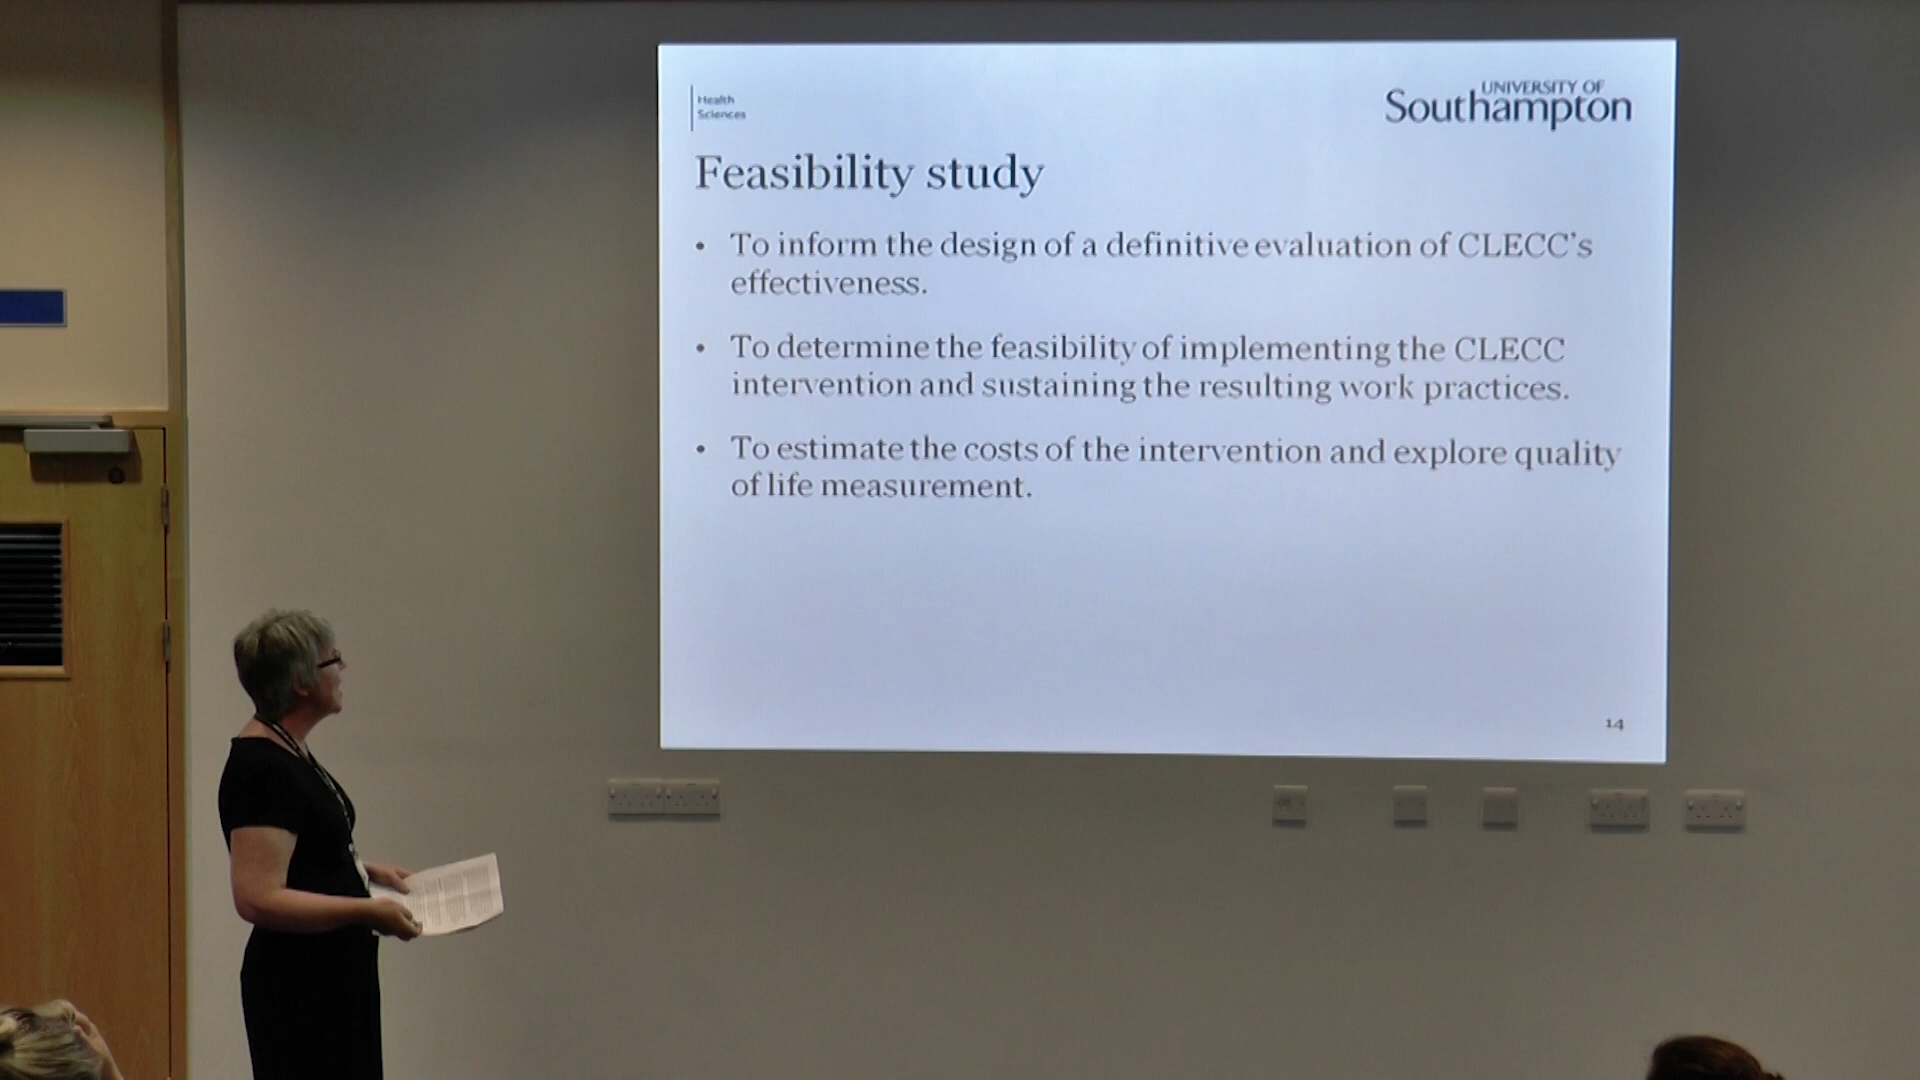 Health
Sciences
UNIVERSITY OF
Southampton
Feasibility study
• To inform the design of a definitive evaluation of CLECC's
effectiveness.
• To determine the feasibility of implementing the CLECC
intervention and sustaining the resulting work practices.
• To estimate the costs of the intervention and explore quality
of life measurement.
14